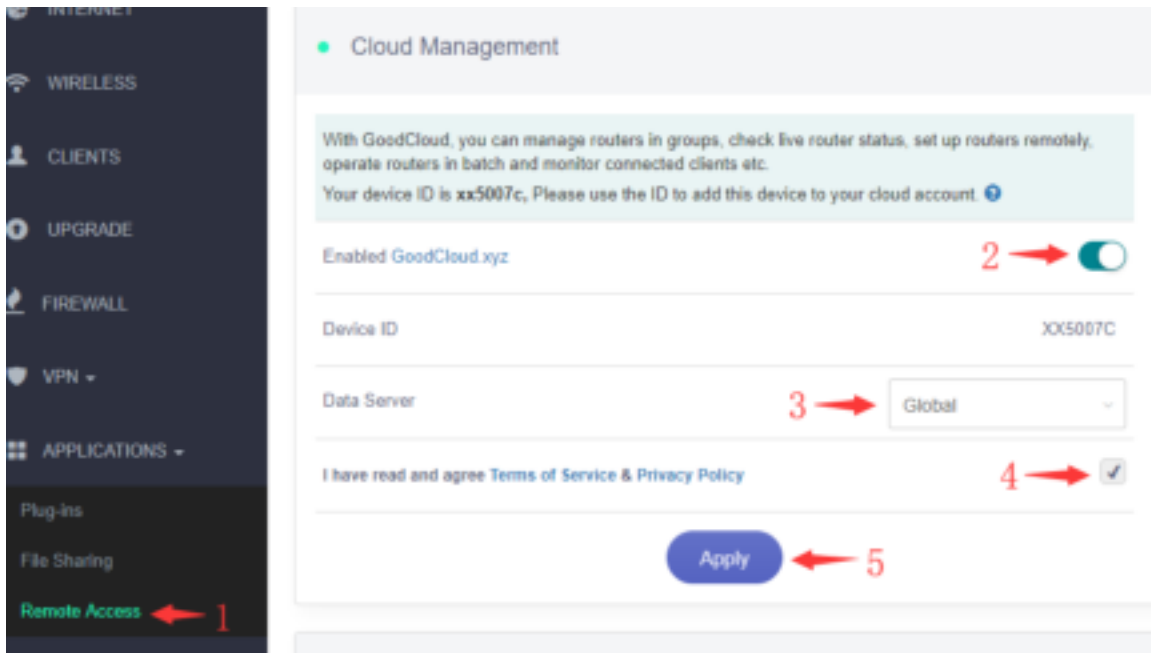 INTERNET
WIRELESS
CLIENTS
UPGRADE
FIREWALL
VPN
APPLICATIONS
Plug-ins
File Sharing
Remote Access
1
Cloud Management
With GoodCloud, you can manage routers in groups, check live router status, set up routers remotely,
operate routers in batch and monitor connected clients etc.
Your device ID is xx5007c, Please use the ID to add this device to your cloud account.
Enabled GoodCloud.xyz
2
Device ID
XX5007C
Data Server
3
Global
I have read and agree Terms of Service & Privacy Policy
4
Apply
5